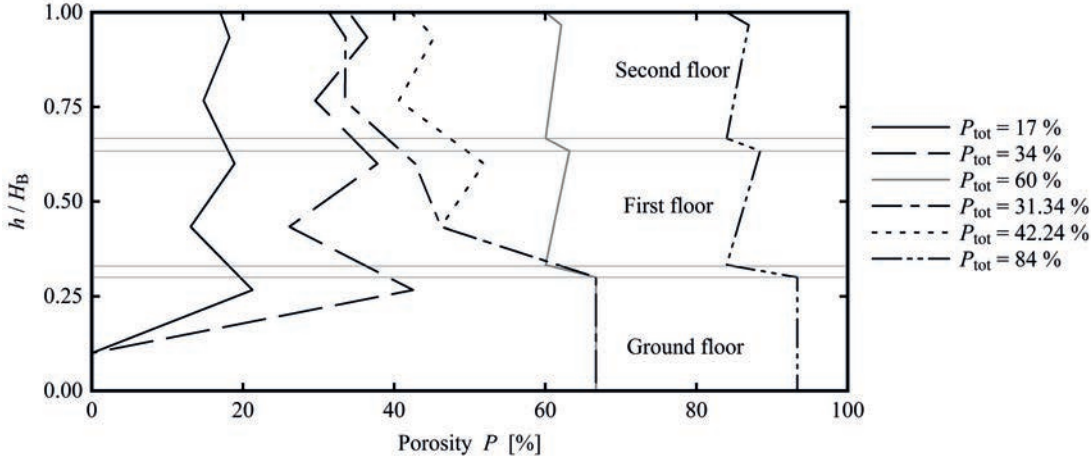 1.00
0.75
0.50
0.25
0.00
h / H_B
Second floor
First floor
Ground floor
0 20 40 60 80 100
Porosity P [%]
P_tot = 17 %
P_tot = 34 %
P_tot = 60 %
P_tot = 31.34 %
P_tot = 42.24 %
P_tot = 84 %